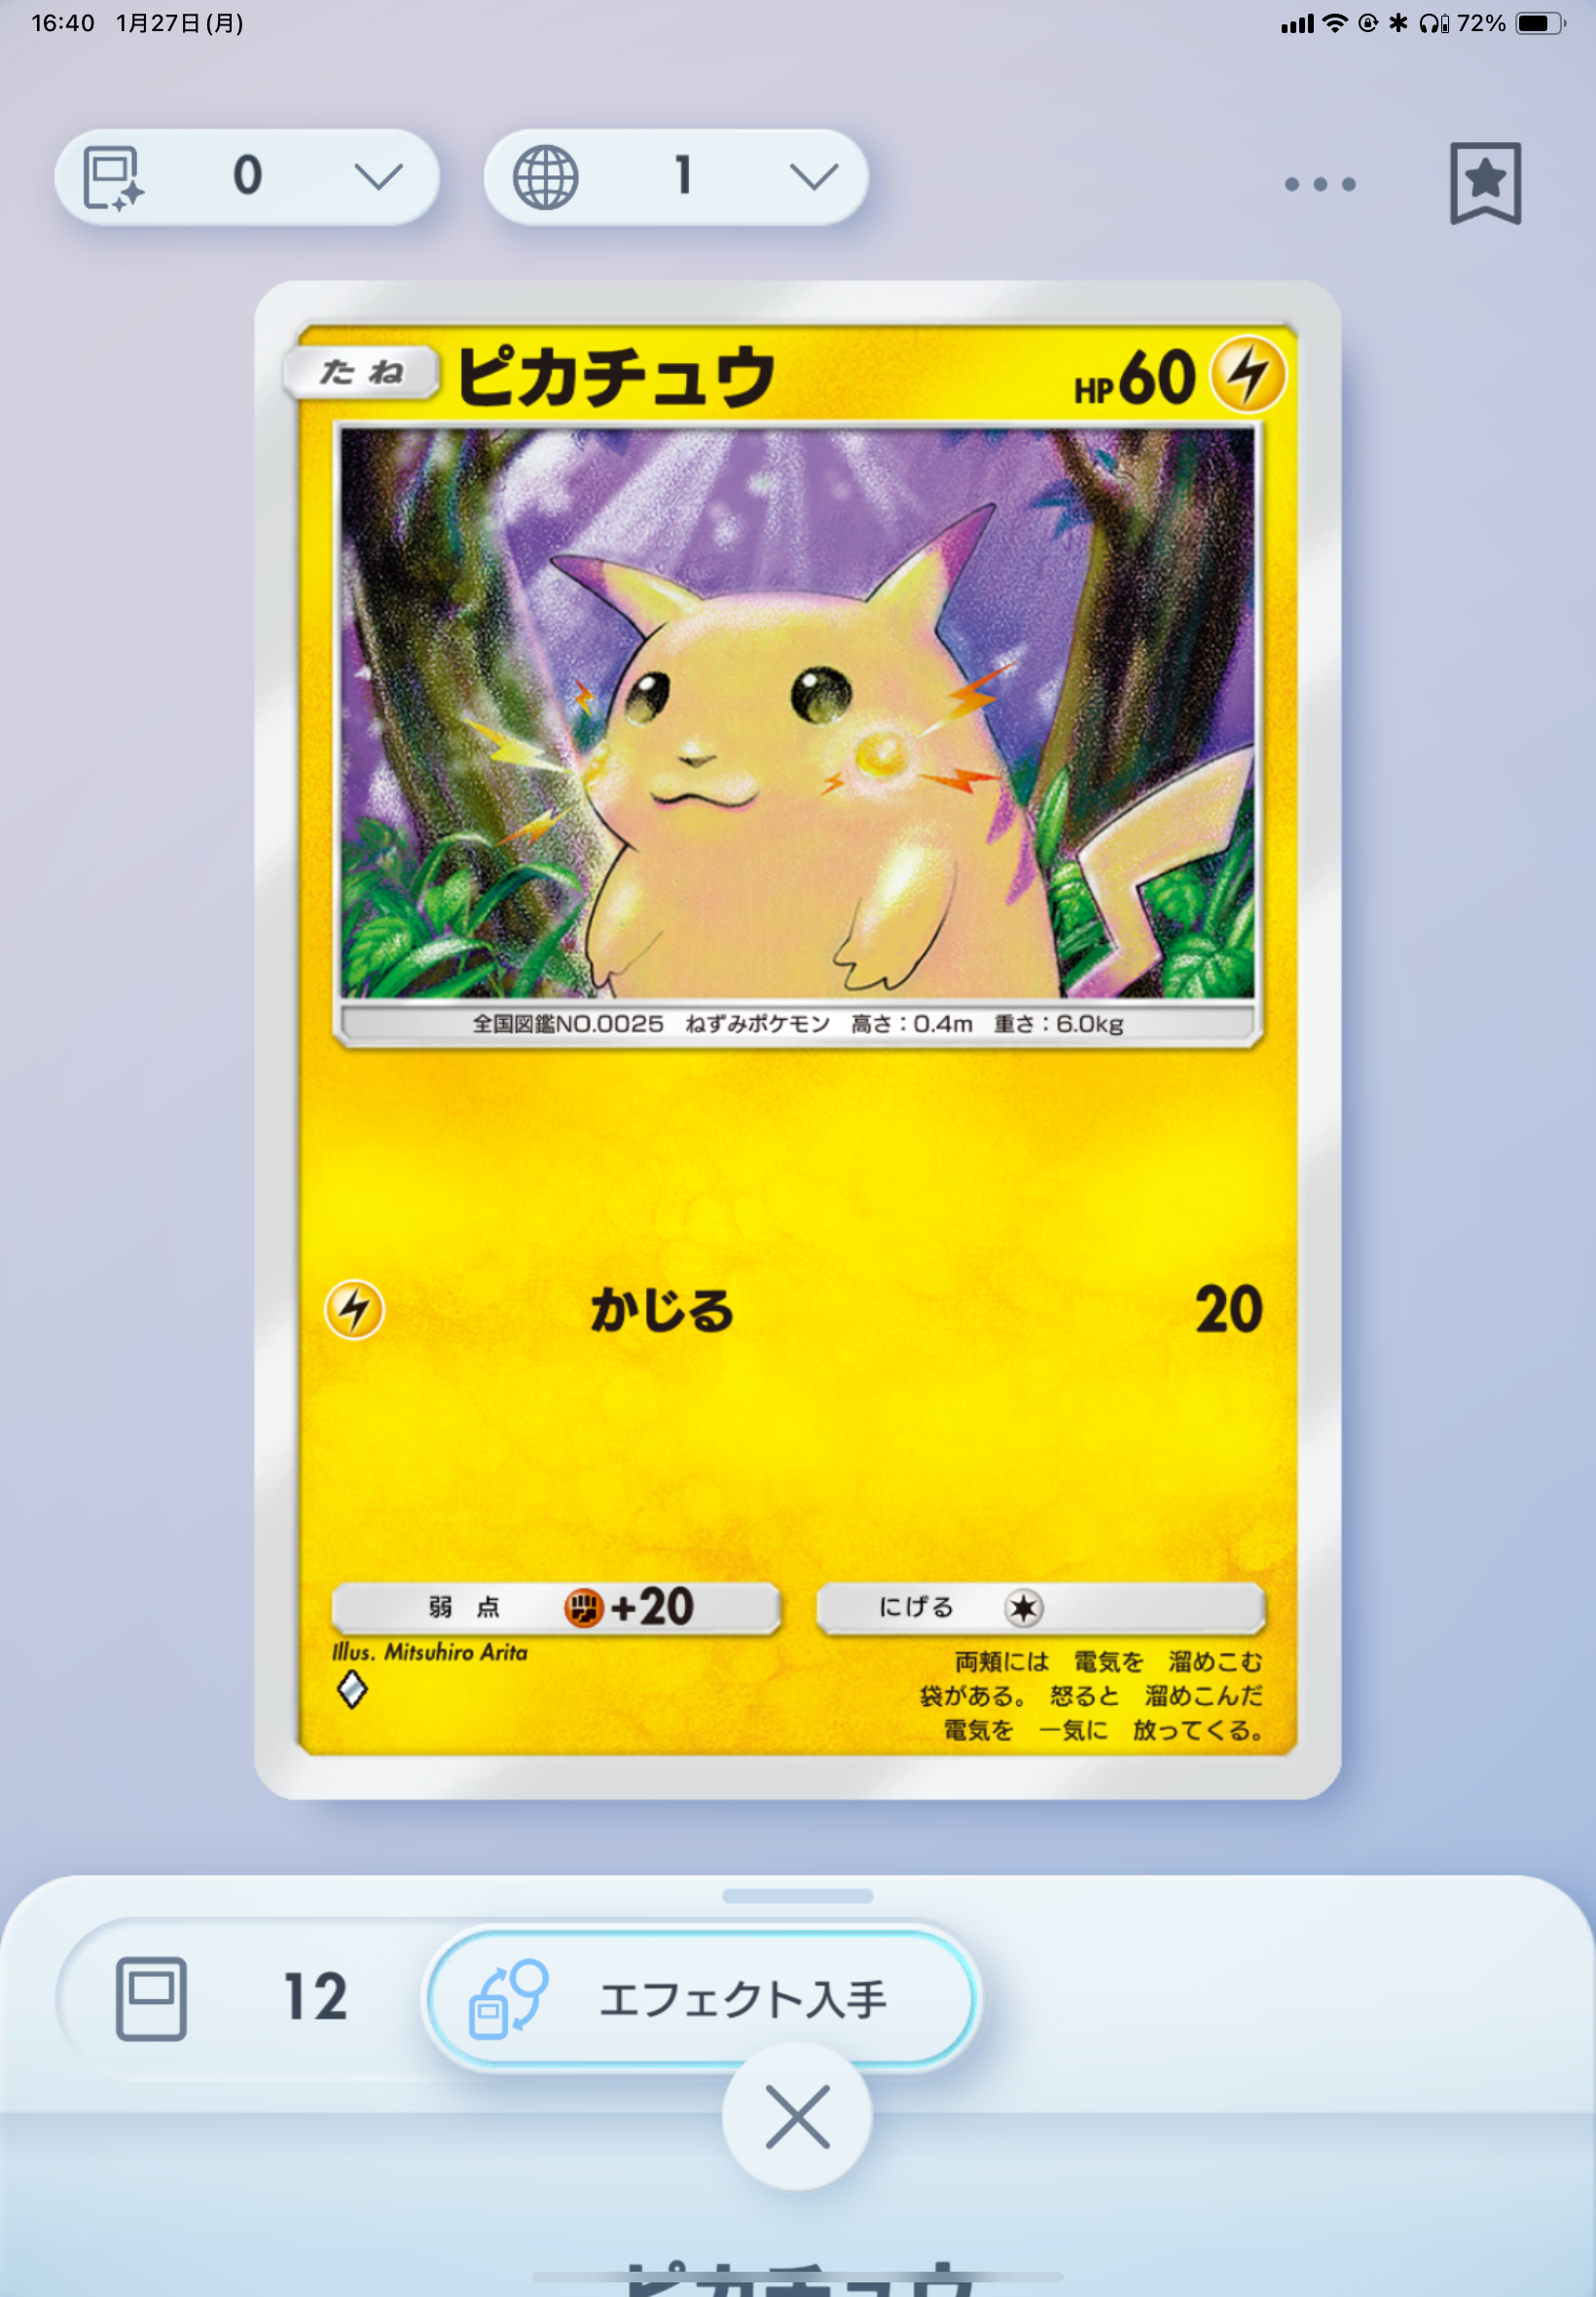 16:40 1月27日(月) 72%
0 1
たね ピカチュウ HP60
全国図鑑NO.0025 ねずみポケモン 高さ:0.4m 重さ:6.0kg
かじる 20
弱点 +20 にげる
Illus. Mitsuhiro Arita
両頬には 電気を 溜めこむ
袋がある。 怒ると 溜めこんだ
電気を 一気に 放ってくる。
12 エフェクト入手
ピカチュウ